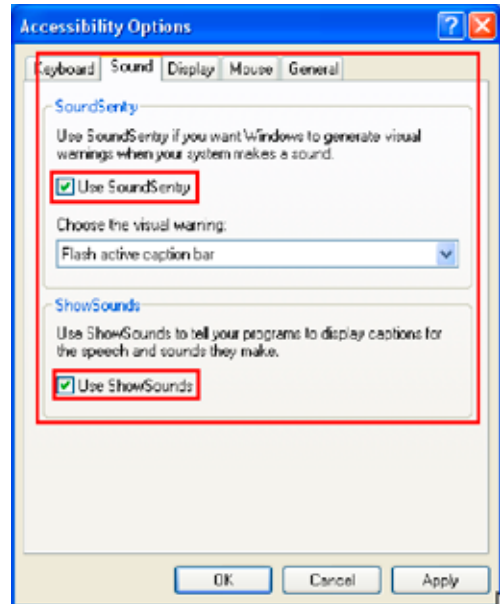 Accessibility Options
Keyboard Sound Display Mouse General
SoundSentry
Use SoundSentry if you want Windows to generate visual
warnings when your system makes a sound.
Use SoundSentry
Choose the visual warning:
Flash active caption bar
ShowSounds
Use ShowSounds to tell your programs to display captions for
the speech and sounds they make.
Use ShowSounds
OK Cancel Apply